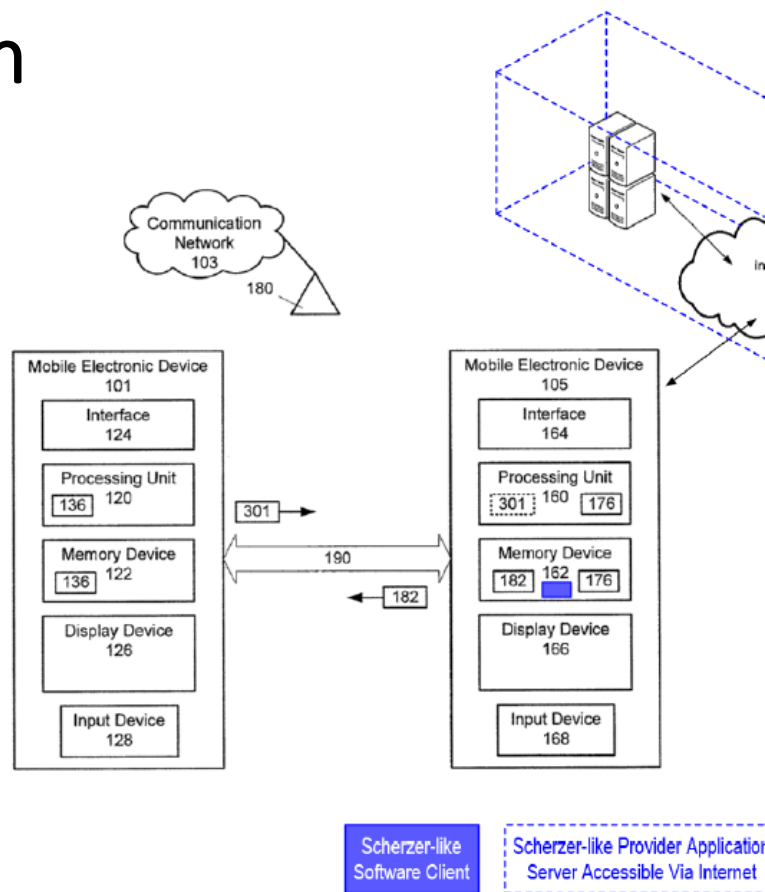 n
Communication
Network
103
180
in
Mobile Electronic Device
101
Interface
124
Processing Unit
120
136
Memory Device
122
136
Display Device
126
Input Device
128
301
190
182
Mobile Electronic Device
105
Interface
164
Processing Unit
160
301
176
Memory Device
162
182
176
Display Device
166
Input Device
168
Scherzer-like
Software Client
Scherzer-like Provider Application
Server Accessible Via Internet